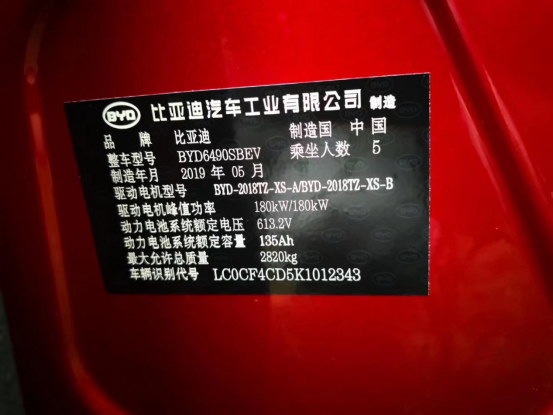 BYD 比亚迪汽车工业有限公司 制造
品牌 比亚迪 制造国 中国
整车型号 BYD6490SBEV 乘坐人数 5
制造年月 2019 年 05 月
驱动电机型号 BYD-2018TZ-XS-A/BYD-2018TZ-XS-B
驱动电机峰值功率 180kW/180kW
动力电池系统额定电压 613.2V
动力电池系统额定容量 135Ah
最大允许总质量 2820kg
车辆识别代号 LC0CF4CD5K1012343